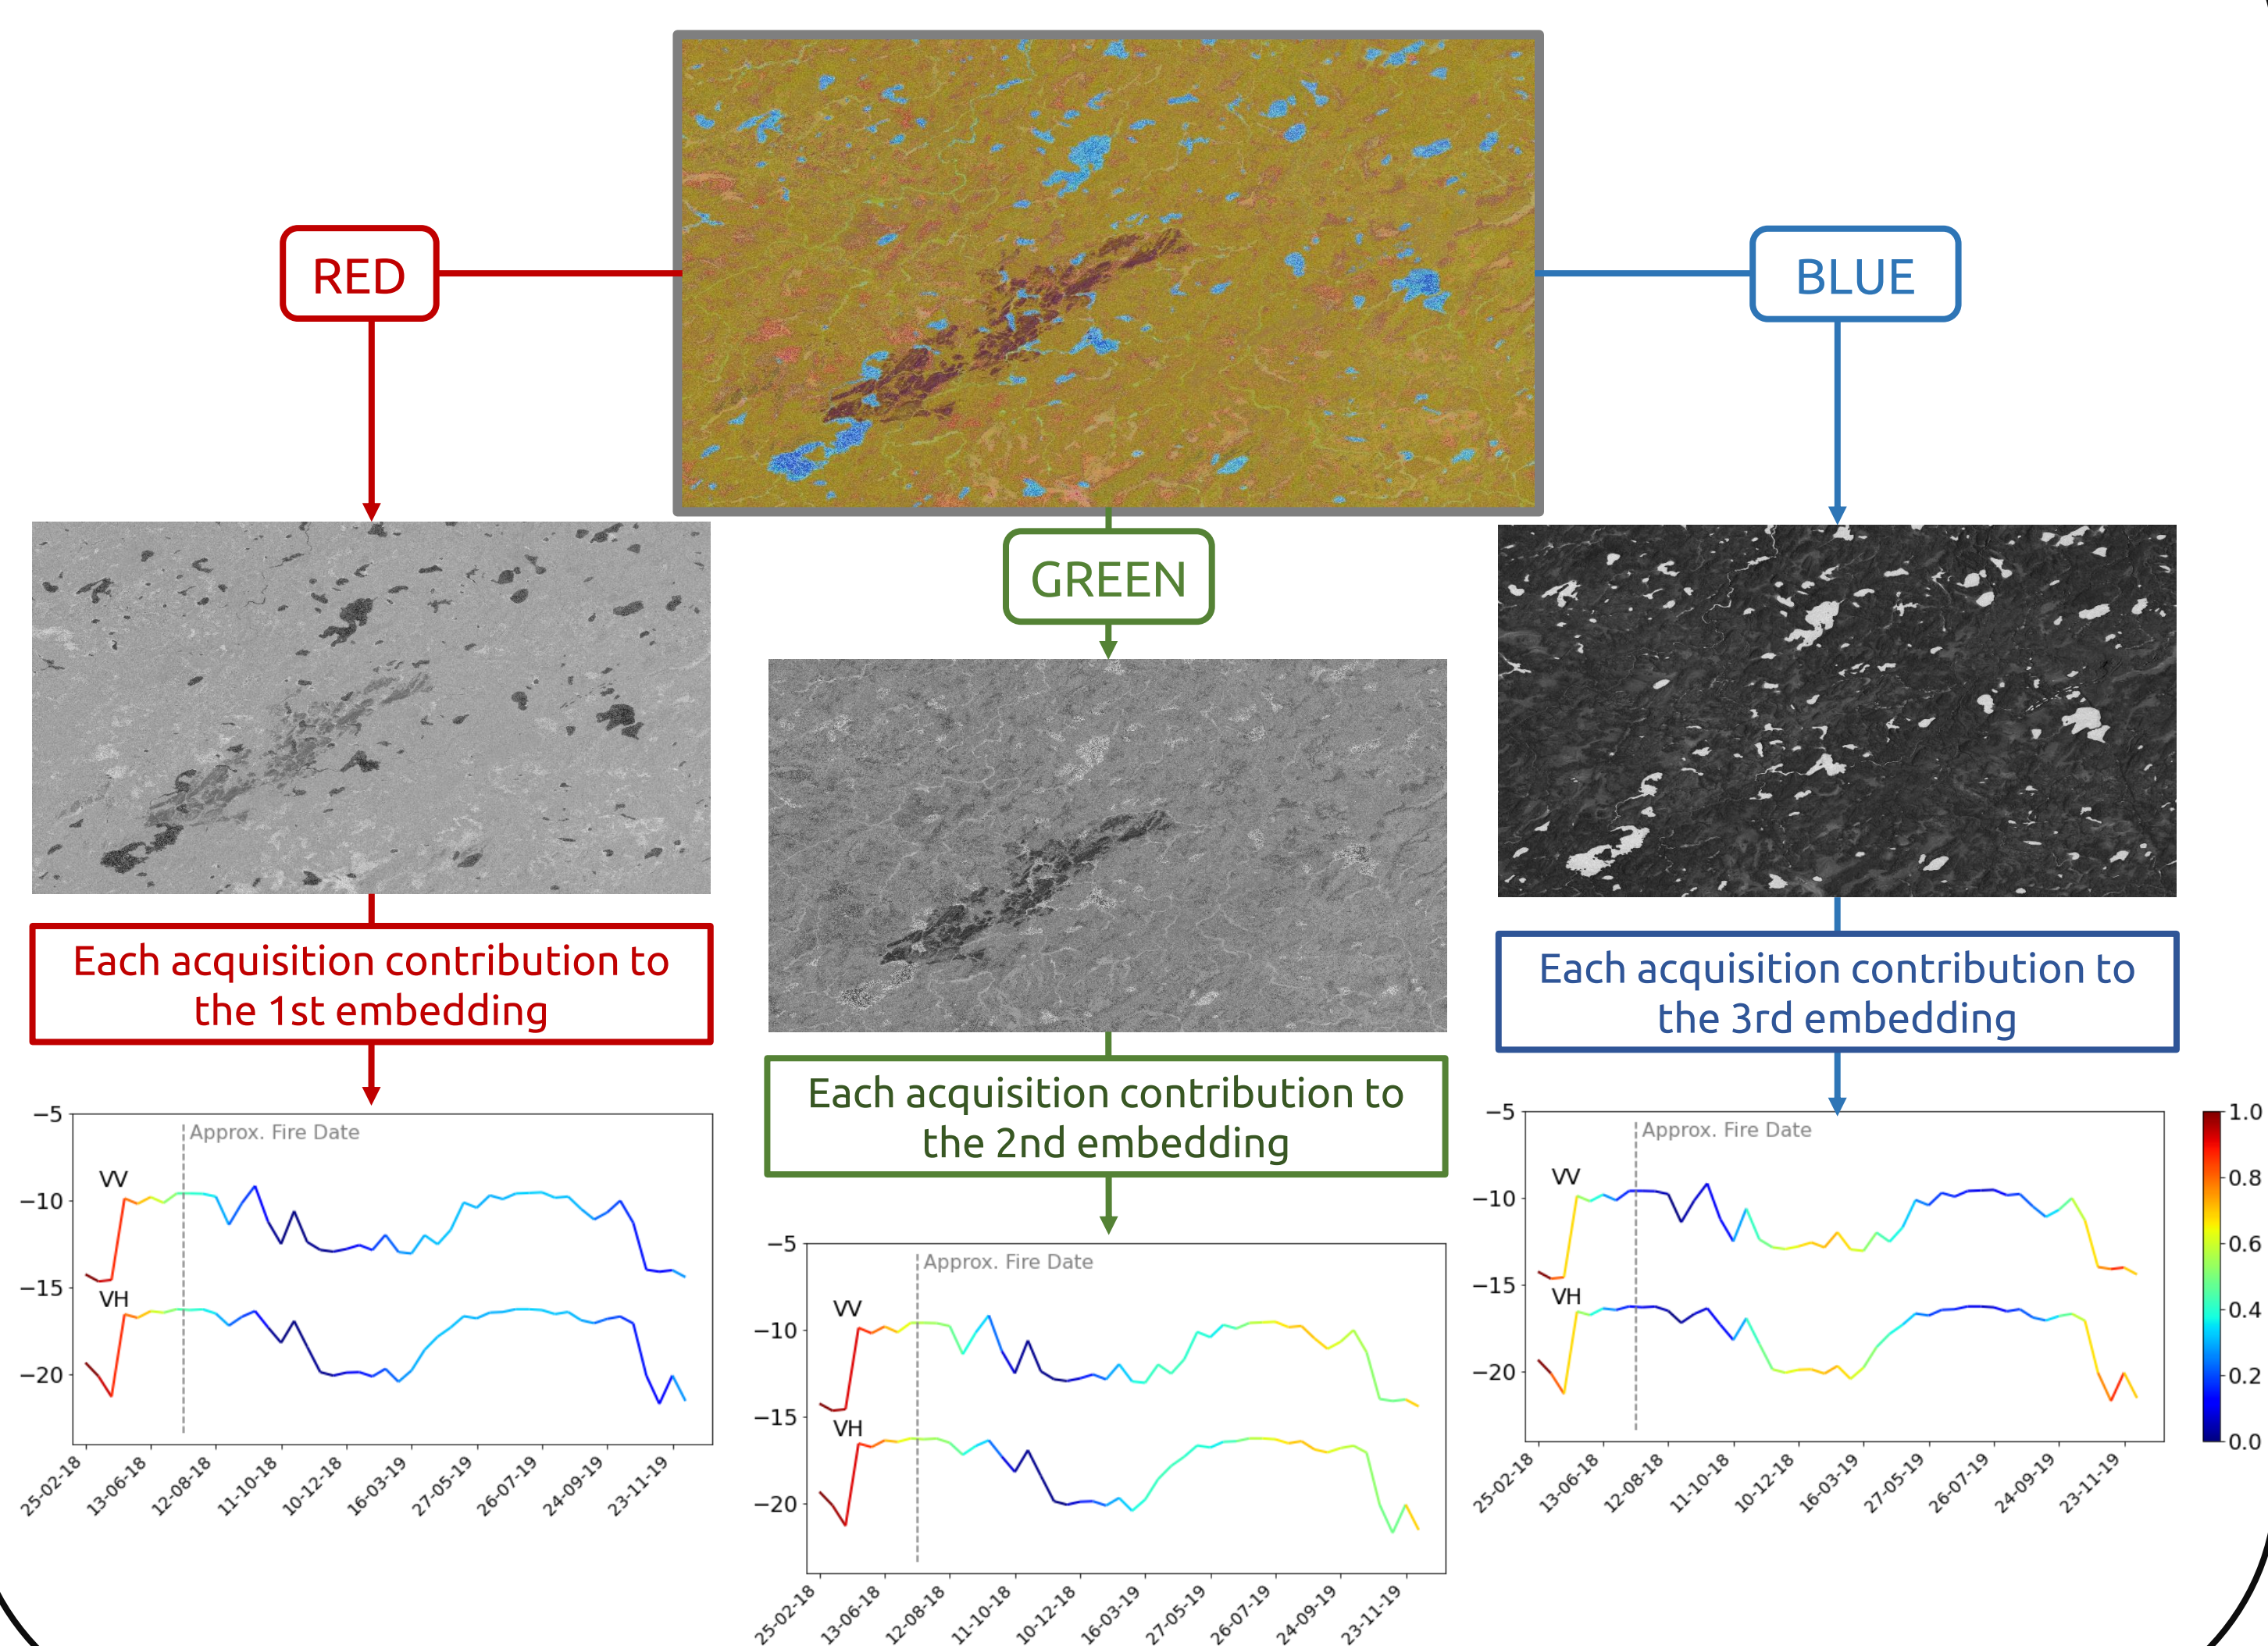 RED
BLUE
GREEN
Each acquisition contribution to
the 1st embedding
Each acquisition contribution to
the 2nd embedding
Each acquisition contribution to
the 3rd embedding
−5
−10
−15
−20
Approx. Fire Date
VV
VH
25-02-18
13-06-18
12-08-18
11-10-18
10-12-18
16-03-19
27-05-19
26-07-19
24-09-19
23-11-19
−5
−10
−15
−20
Approx. Fire Date
VV
VH
25-02-18
13-06-18
12-08-18
11-10-18
10-12-18
16-03-19
27-05-19
26-07-19
24-09-19
23-11-19
−5
−10
−15
−20
Approx. Fire Date
VV
VH
25-02-18
13-06-18
12-08-18
11-10-18
10-12-18
16-03-19
27-05-19
26-07-19
24-09-19
23-11-19
1.0
0.8
0.6
0.4
0.2
0.0